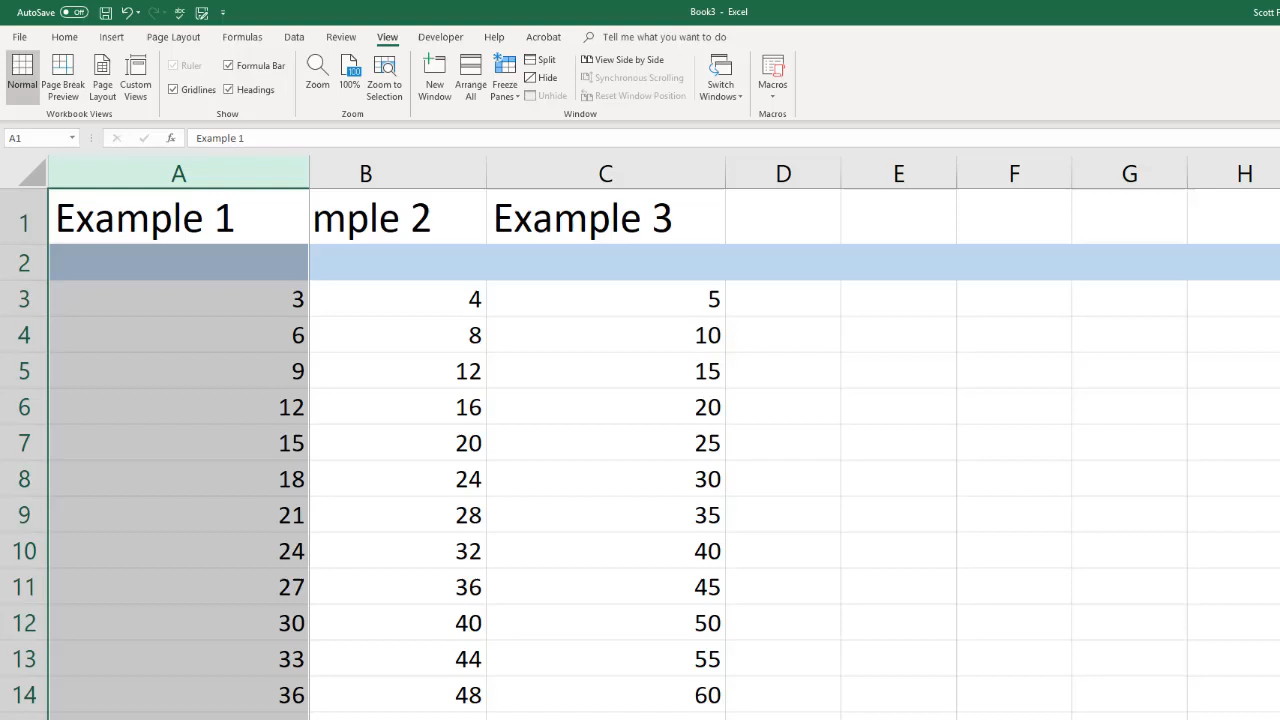 AutoSave Off Book3 - Excel Scott F
File Home Insert Page Layout Formulas Data Review View Developer Help Acrobat Tell me what you want to do
Normal Page Break Preview Page Layout Custom Views
Workbook Views
Ruler Formula Bar
Gridlines Headings
Show
Zoom 100% Zoom to Selection
Zoom
New Window Arrange All Freeze Panes
Split
Hide
Unhide
View Side by Side
Synchronous Scrolling
Reset Window Position
Switch Windows
Window
Macros
Macros
A1 fx Example 1
A B C D E F G H
1 Example 1 mple 2 Example 3
2
3 3 4 5
4 6 8 10
5 9 12 15
6 12 16 20
7 15 20 25
8 18 24 30
9 21 28 35
10 24 32 40
11 27 36 45
12 30 40 50
13 33 44 55
14 36 48 60